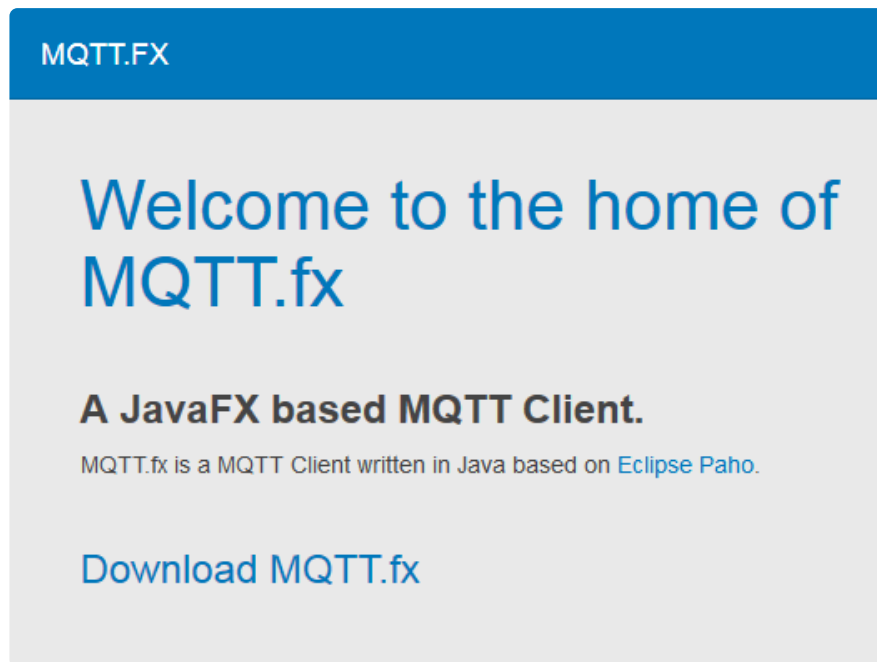 MQTT.FX
Welcome to the home of
MQTT.fx
A JavaFX based MQTT Client.
MQTT.fx is a MQTT Client written in Java based on Eclipse Paho.
Download MQTT.fx